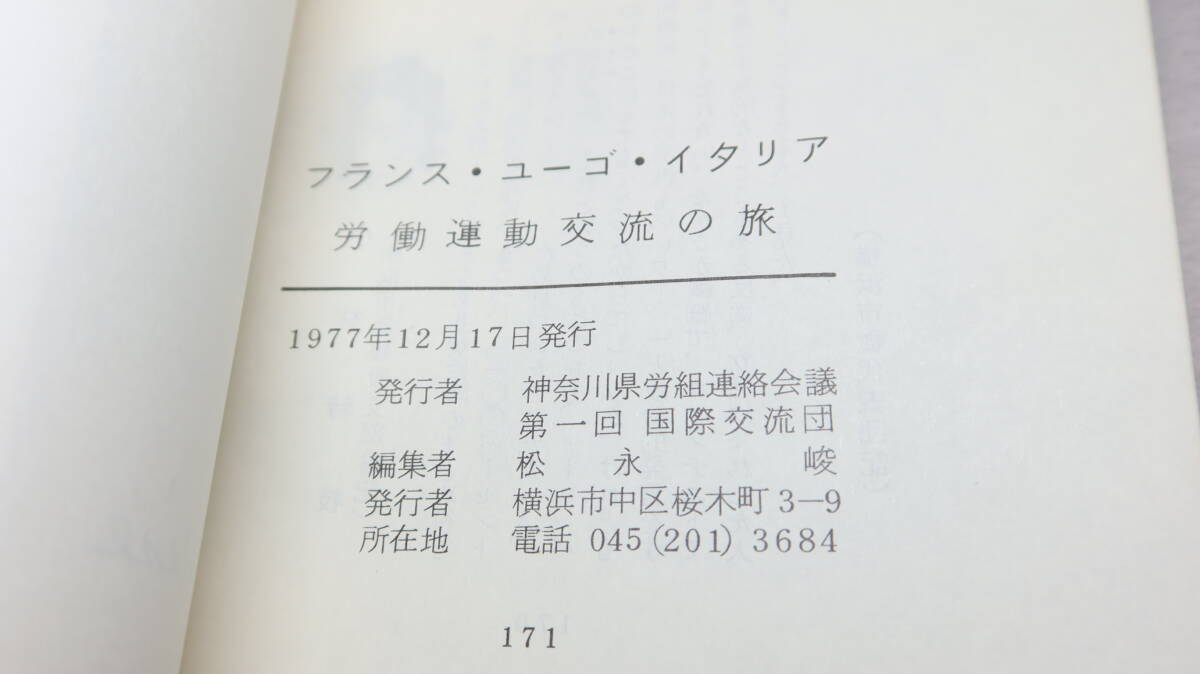 フランス・ユーゴ・イタリア
労働運動交流の旅
1977年12月17日発行
発行者 神奈川県労組連絡会議
第一回 国際交流団
編集者 松永 峻
発行者 横浜市中区桜木町3—9
所在地 電話 045(201)3684
171